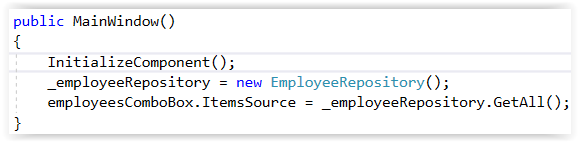 public MainWindow()
{
    InitializeComponent();
    _employeeRepository = new EmployeeRepository();
    employeesComboBox.ItemsSource = _employeeRepository.GetAll();
}